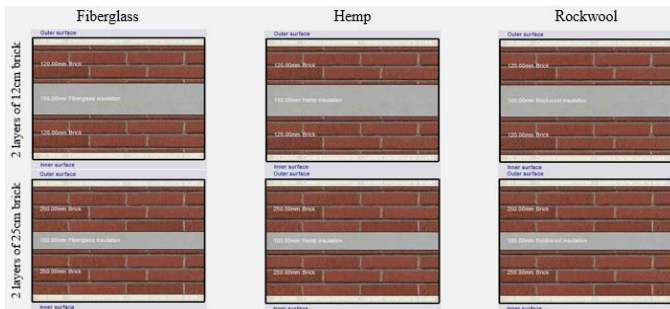 Fiberglass Hemp Rockwool
2 layers of 12cm brick
Outer surface Outer surface Outer surface
120.00mm Brick 120.00mm Brick 120.00mm Brick
100.00mm Fiberglass insulation 100.00mm Hemp insulation 100.00mm Rockwool insulation
120.00mm Brick 120.00mm Brick 120.00mm Brick
Inner surface Inner surface Inner surface
2 layers of 25cm brick
Outer surface Outer surface Outer surface
250.00mm Brick 250.00mm Brick 250.00mm Brick
100.00mm Fiberglass insulation 100.00mm Hemp insulation 100.00mm Rockwool insulation
250.00mm Brick 250.00mm Brick 250.00mm Brick
Inner surface Inner surface Inner surface